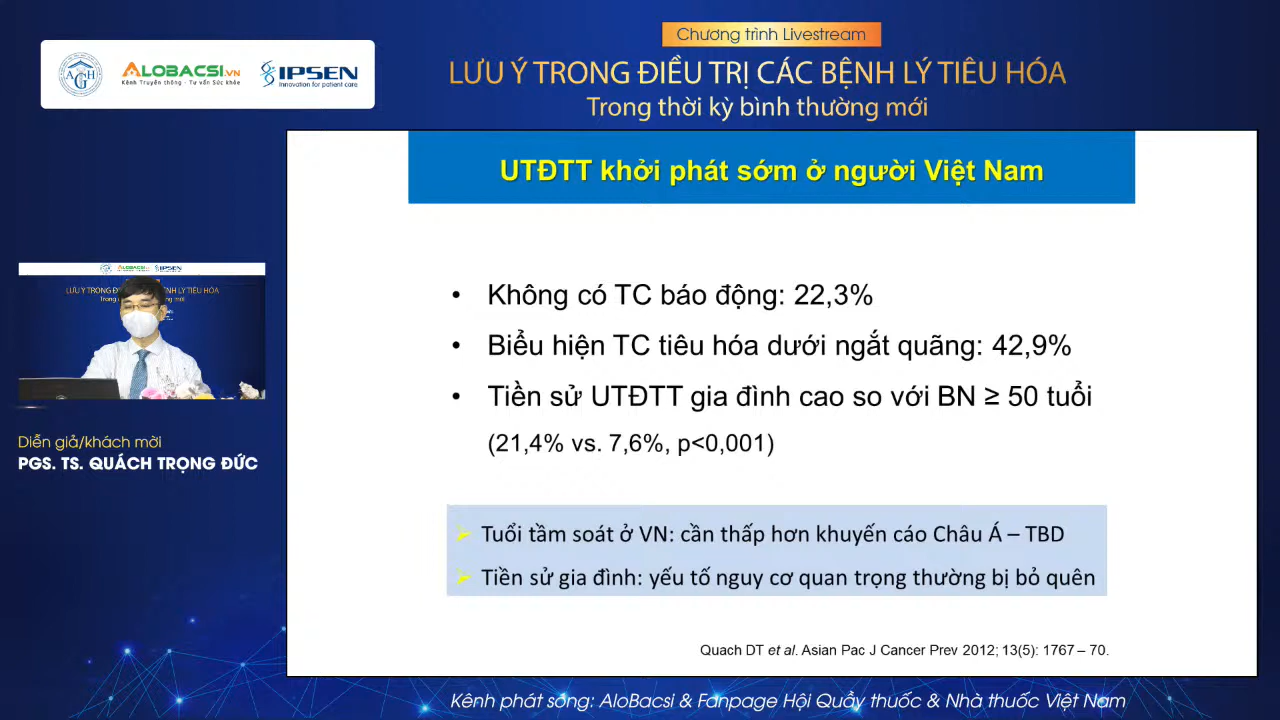 Chương trình Livestream
LƯU Ý TRONG ĐIỀU TRỊ CÁC BỆNH LÝ TIÊU HÓA
Trong thời kỳ bình thường mới
AGH
ALOBACSI.VN
Kênh Truyền thông - Tư vấn Sức khỏe
IPSEN
Innovation for patient care
UTĐTT khởi phát sớm ở người Việt Nam
• Không có TC báo động: 22,3%
• Biểu hiện TC tiêu hóa dưới ngắt quãng: 42,9%
• Tiền sử UTĐTT gia đình cao so với BN ≥ 50 tuổi
(21,4% vs. 7,6%, p<0,001)
Tuổi tầm soát ở VN: cần thấp hơn khuyến cáo Châu Á – TBD
Tiền sử gia đình: yếu tố nguy cơ quan trọng thường bị bỏ quên
Quach DT et al. Asian Pac J Cancer Prev 2012; 13(5): 1767 – 70.
Diễn giả/khách mời
PGS. TS. QUÁCH TRỌNG ĐỨC
Kênh phát sóng: AloBacsi & Fanpage Hội Quầy thuốc & Nhà thuốc Việt Nam